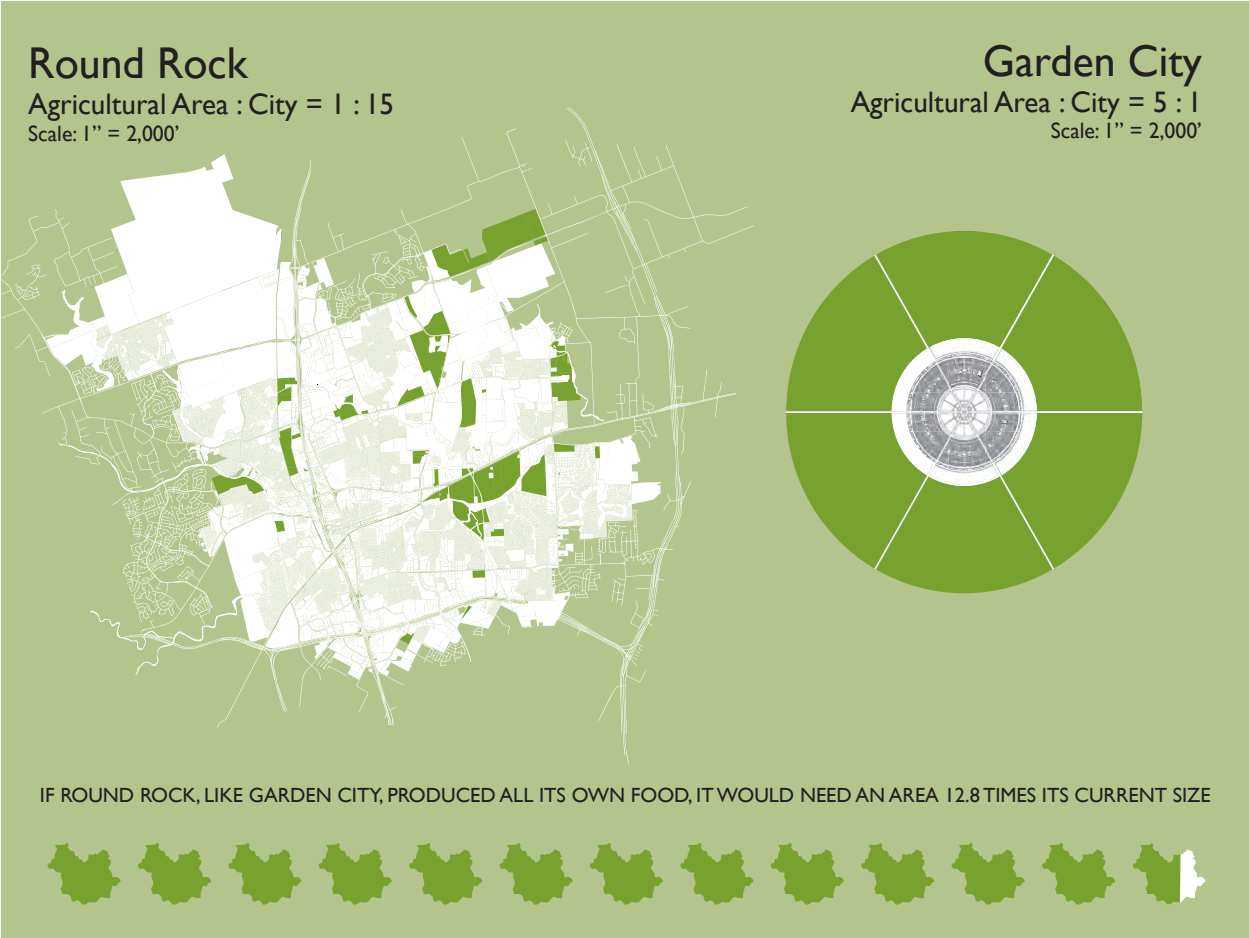 Round Rock
Agricultural Area : City = 1 : 15
Scale: 1” = 2,000’
Garden City
Agricultural Area : City = 5 : 1
Scale: 1” = 2,000’
IF ROUND ROCK, LIKE GARDEN CITY, PRODUCED ALL ITS OWN FOOD, IT WOULD NEED AN AREA 12.8 TIMES ITS CURRENT SIZE